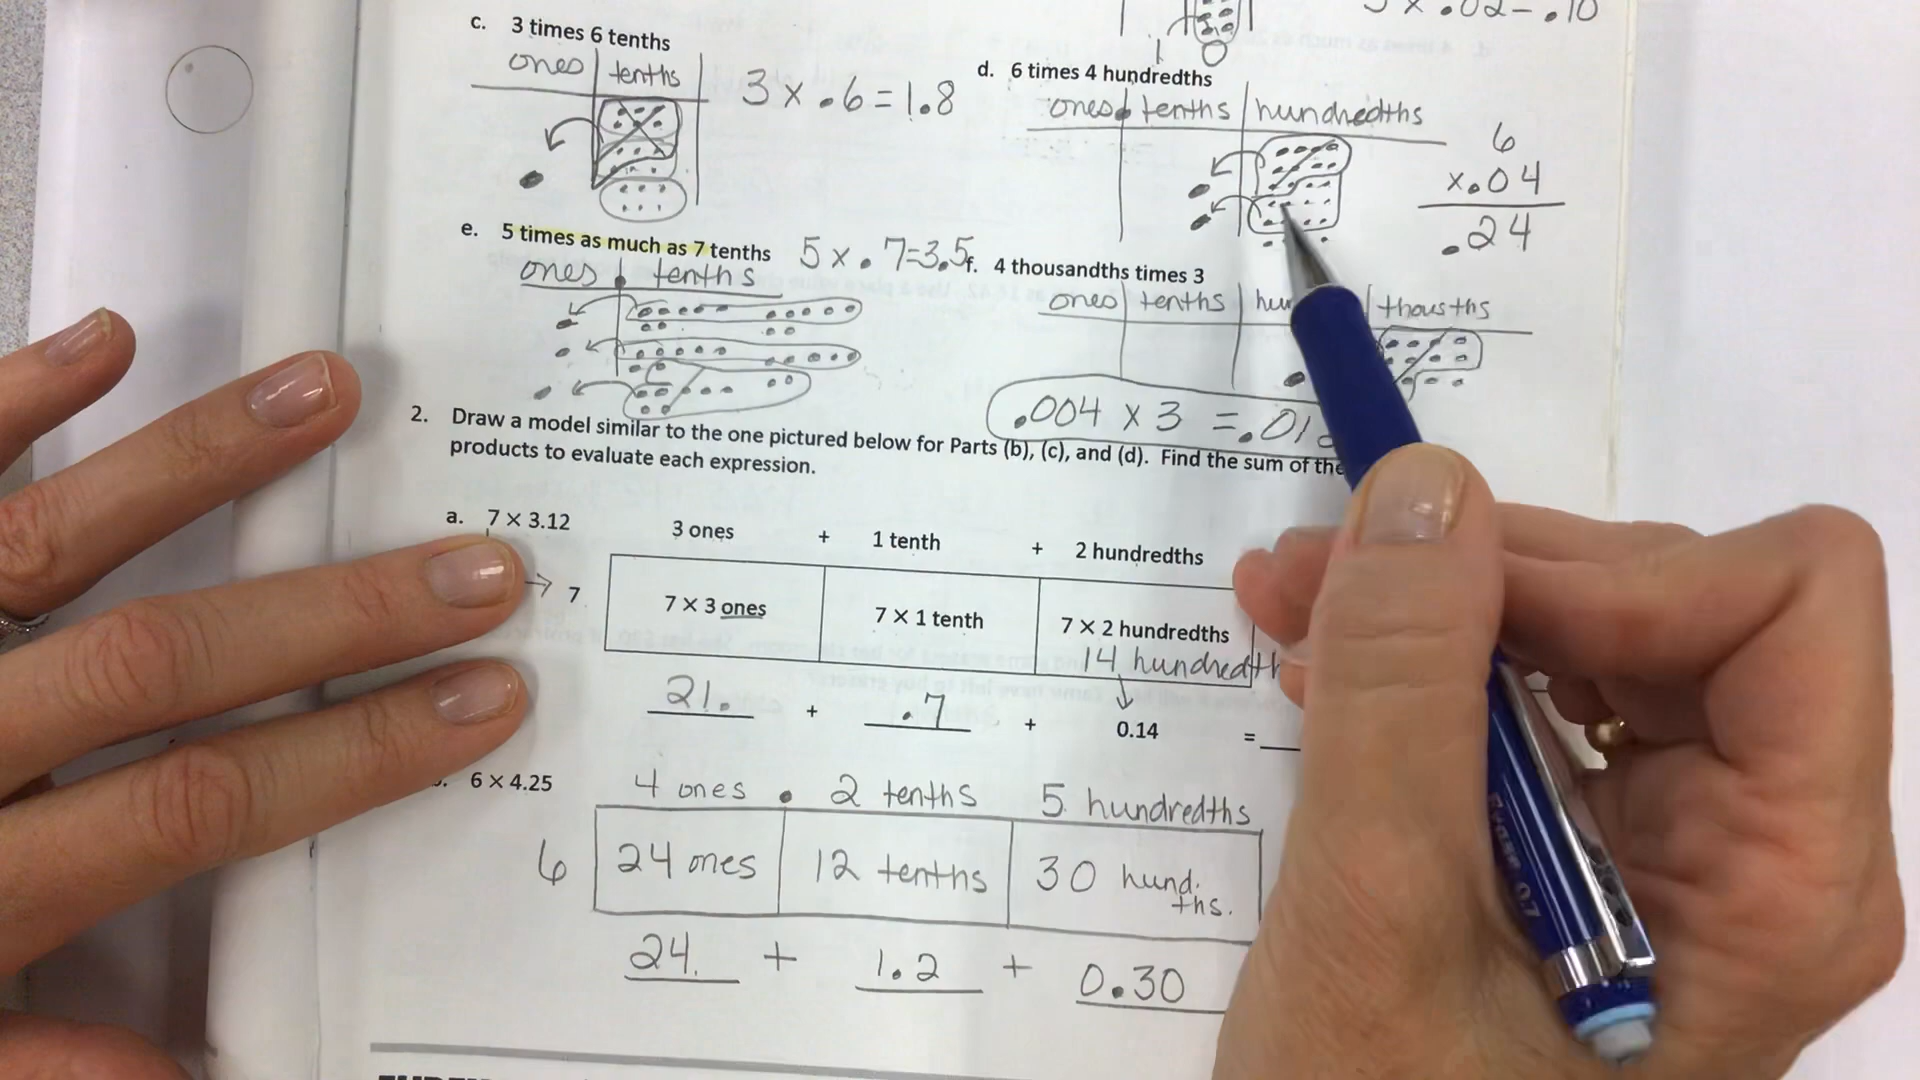 c. 3 times 6 tenths
ones tenths
3 x .6 = 1.8
x .02 = .10
1 0
d. 6 times 4 hundredths
ones . tenths hundredths
6
x.04
.24
e. 5 times as much as 7 tenths
5 x .7=3.5
ones . tenths
f. 4 thousandths times 3
ones tenths thousths
.004 x 3 =
2. Draw a model similar to the one pictured below for Parts (b), (c), and (d). Find the sum of the
products to evaluate each expression.
a. 7 × 3.12
3 ones + 1 tenth + 2 hundredths
→ 7
7 × 3 ones 7 × 1 tenth 7 × 2 hundredths
14
21. + .7 + 0.14 =
6 × 4.25
4 ones . 2 tenths 5 hundredths
6
24 ones 12 tenths 30 hund.
ths.
24. + 1.2 + 0.30